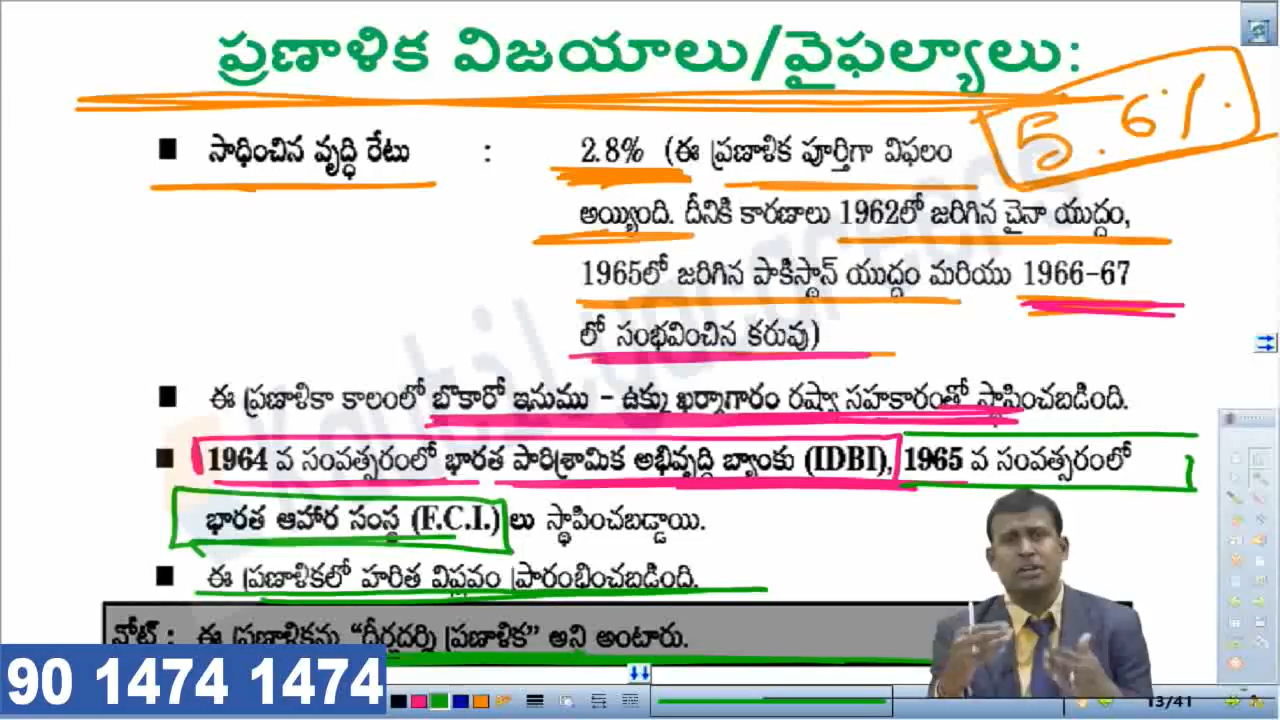 ప్రణాళిక విజయాలు/వైఫల్యాలు:
5.6%.
■ సాధించిన వృద్ధి రేటు : 2.8% (ఈ ప్రణాళిక పూర్తిగా విఫలం
అయ్యింది. దీనికి కారణాలు 1962లో జరిగిన చైనా యుద్ధం,
1965లో జరిగిన పాకిస్థాన్ యుద్ధం మరియు 1966-67
లో సంభవించిన కరువు)
■ ఈ ప్రణాళికా కాలంలో బొకారో ఇనుము - ఉక్కు ఖర్మాగారం రష్యా సహకారంతో స్థాపించబడింది.
■ 1964 వ సంవత్సరంలో భారత పారిశ్రామిక అభివృద్ధి బ్యాంకు (IDBI), 1965 వ సంవత్సరంలో
భారత ఆహార సంస్థ (F.C.I.) లు స్థాపించబడ్డాయి.
■ ఈ ప్రణాళికలో హరిత విప్లవం ప్రారంభించబడింది.
నోట్ : ఈ ప్రణాళికను "దీర్ఘదర్శి ప్రణాళిక" అని అంటారు.
90 1474 1474
13/41